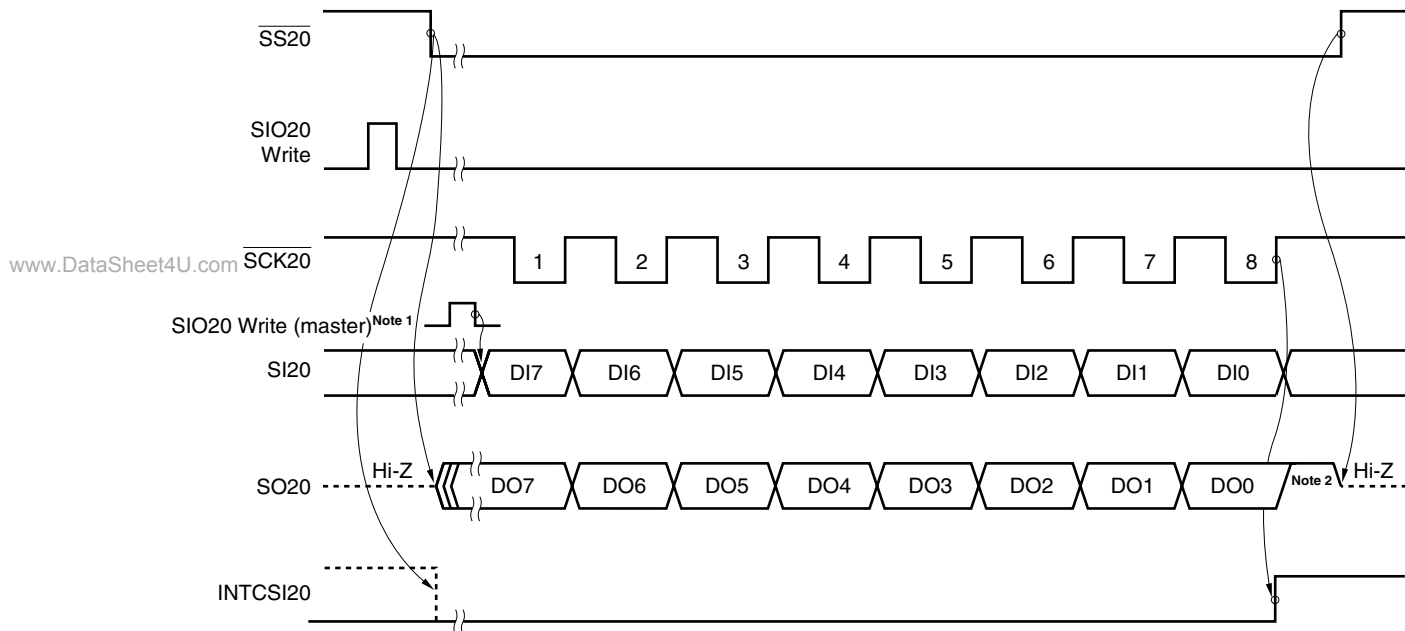 SS20
SIO20
Write
www.DataSheet4U.com
SCK20
1 2 3 4 5 6 7 8
SIO20 Write (master)Note 1
SI20
DI7 DI6 DI5 DI4 DI3 DI2 DI1 DI0
Hi-Z
SO20
DO7 DO6 DO5 DO4 DO3 DO2 DO1 DO0
Note 2
Hi-Z
INTCSI20